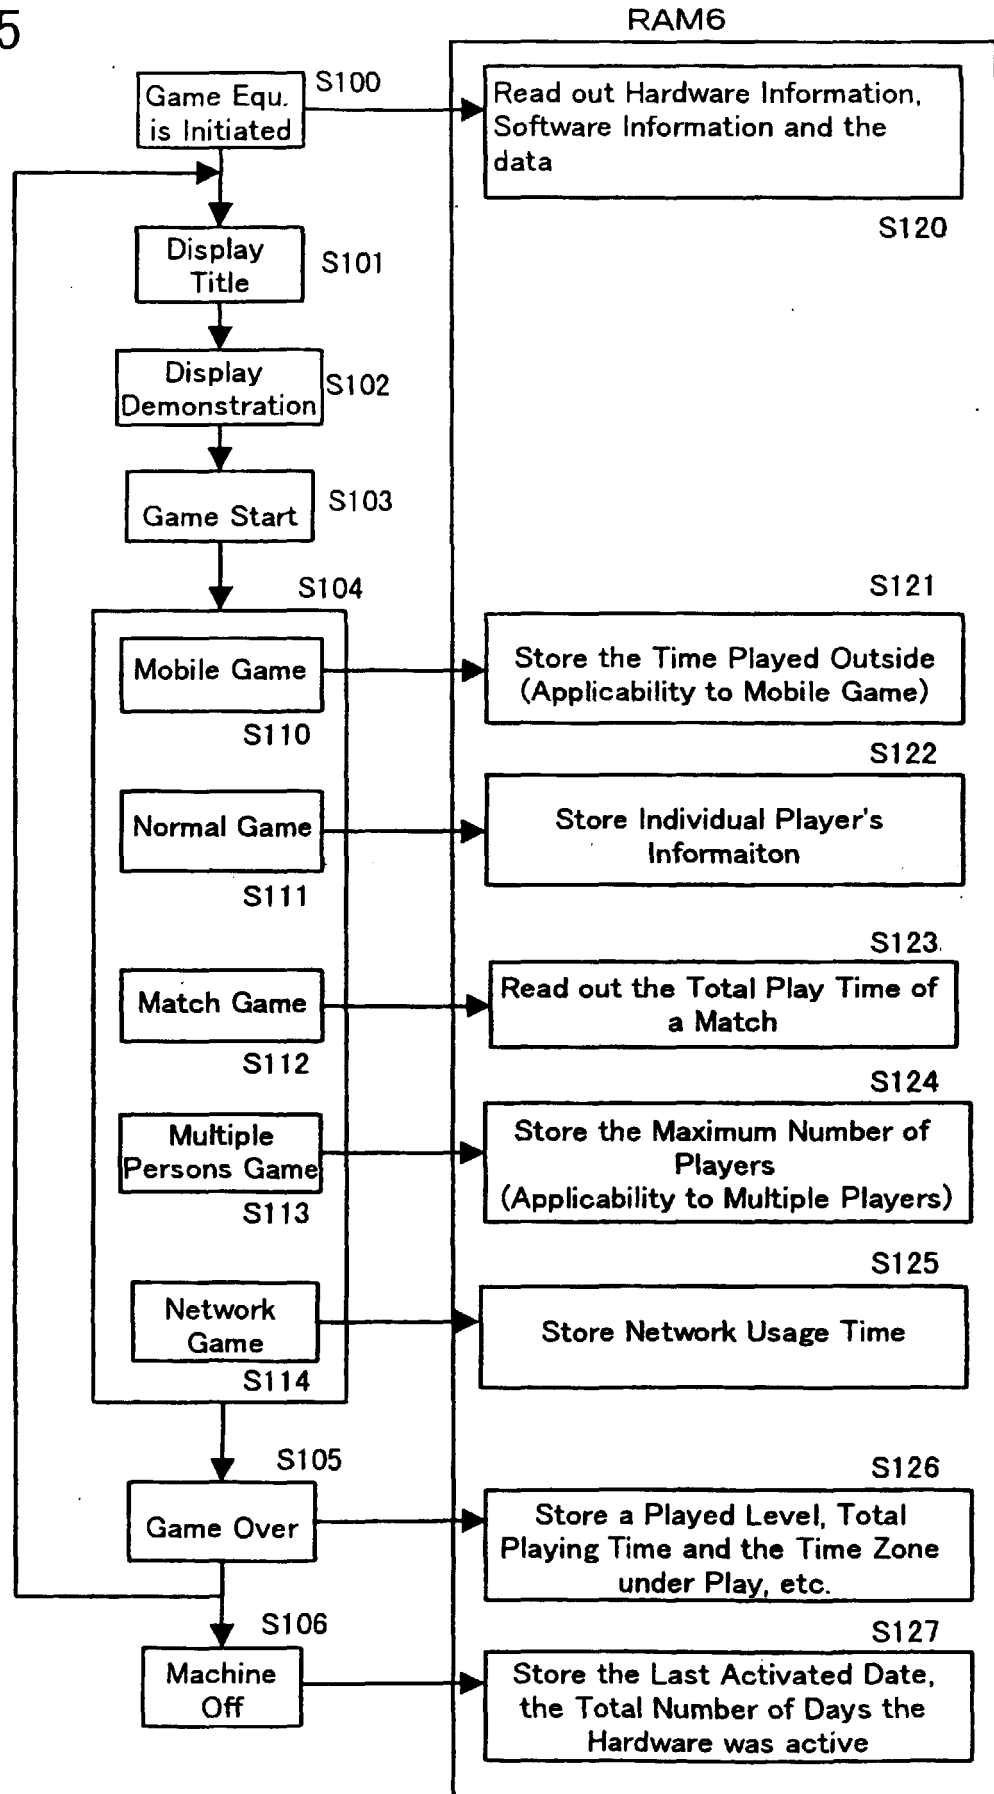 5
RAM6
Game Equ.
is Initiated
S100
Read out Hardware Information,
Software Information and the
data
S120
Display
Title
S101
Display
Demonstration
S102
Game Start
S103
S104
S121
Mobile Game
S110
Store the Time Played Outside
(Applicability to Mobile Game)
S122
Normal Game
S111
Store Individual Player's
Informaiton
S123
Match Game
S112
Read out the Total Play Time of
a Match
S124
Multiple
Persons Game
S113
Store the Maximum Number of
Players
(Applicability to Multiple Players)
S125
Network
Game
S114
Store Network Usage Time
S105
S126
Game Over
Store a Played Level, Total
Playing Time and the Time Zone
under Play, etc.
S106
S127
Machine
Off
Store the Last Activated Date,
the Total Number of Days the
Hardware was active